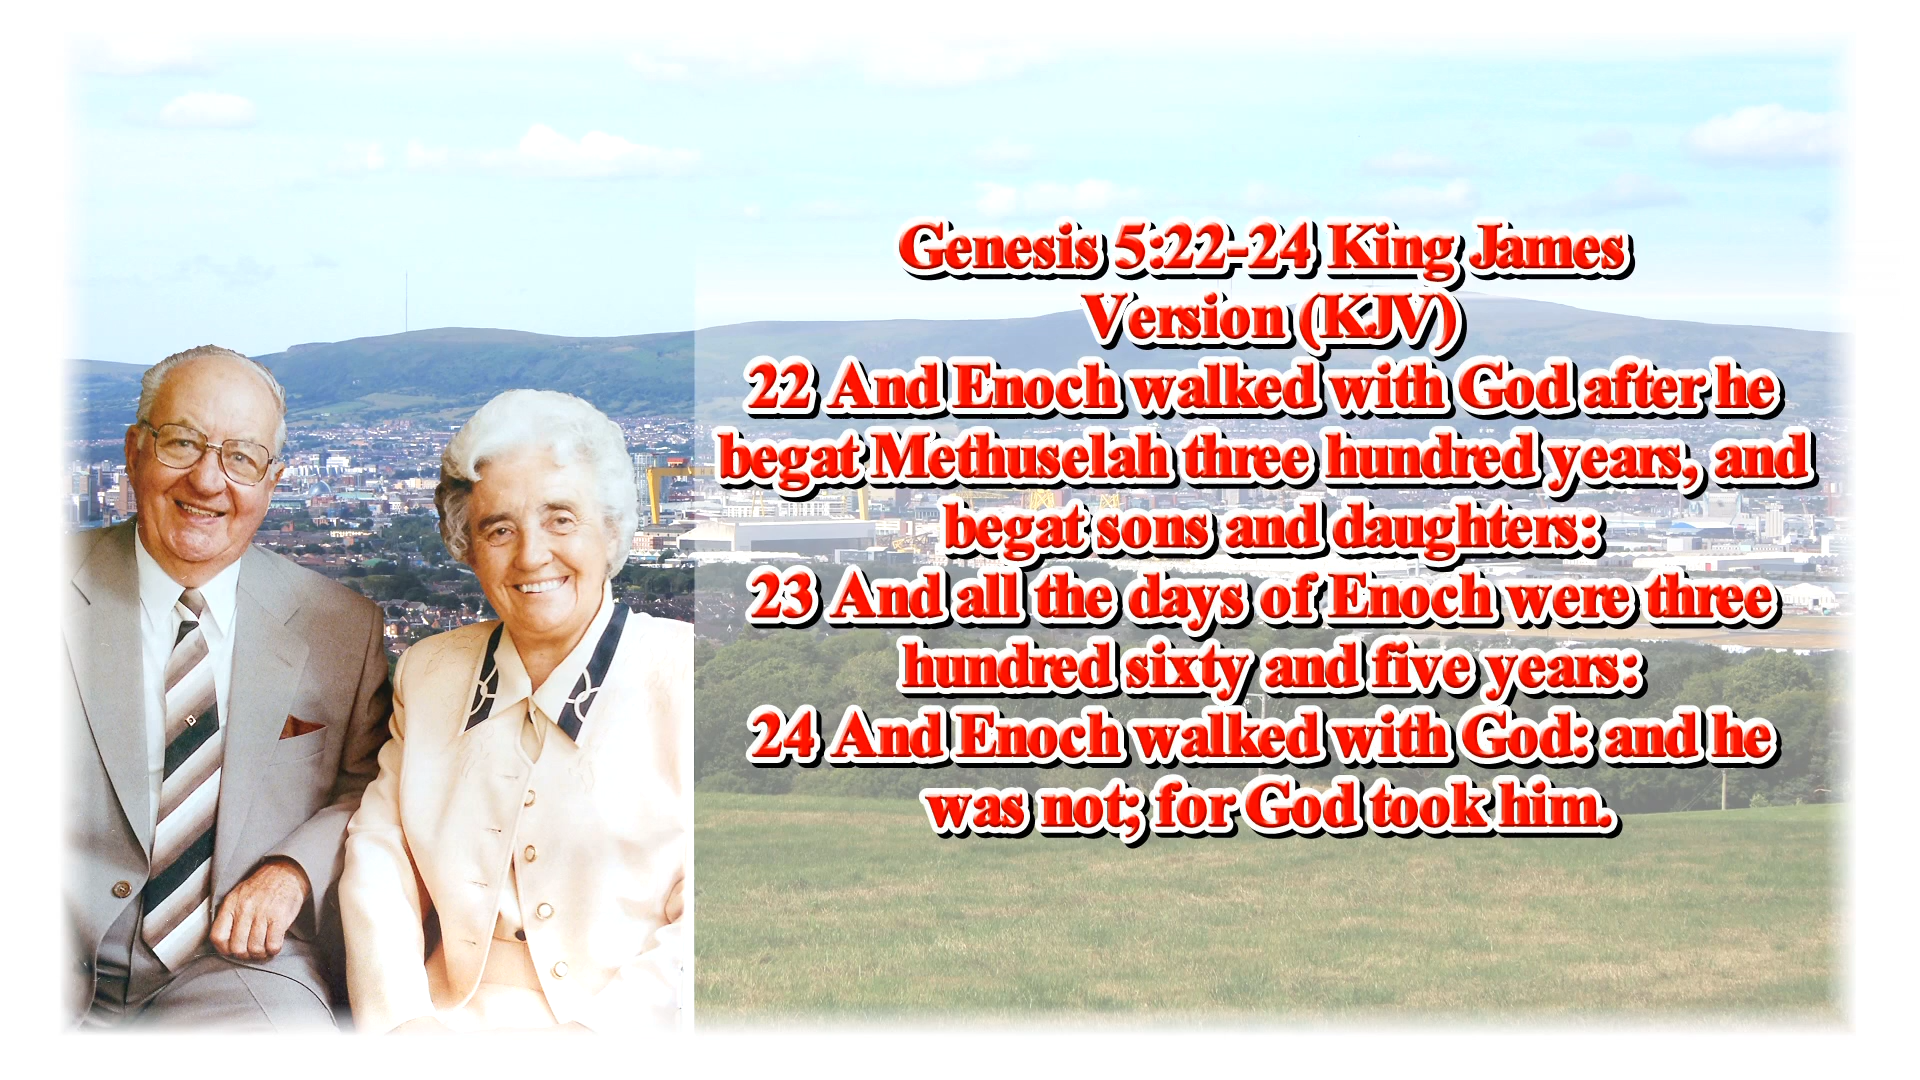 Genesis 5:22-24 King James
Version (KJV)
22 And Enoch walked with God after he
begat Methuselah three hundred years, and
begat sons and daughters:
23 And all the days of Enoch were three
hundred sixty and five years:
24 And Enoch walked with God: and he
was not; for God took him.